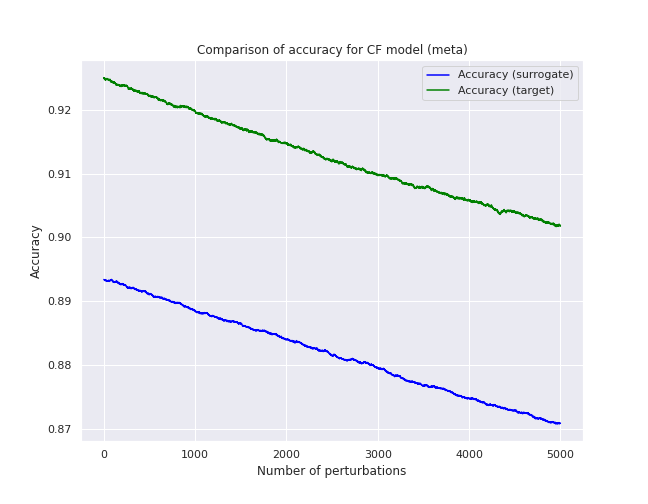 Comparison of accuracy for CF model (meta)
Accuracy (surrogate)
Accuracy (target)
0.92
0.91
0.90
0.89
0.88
0.87
Accuracy
0
1000
2000
3000
4000
5000
Number of perturbations